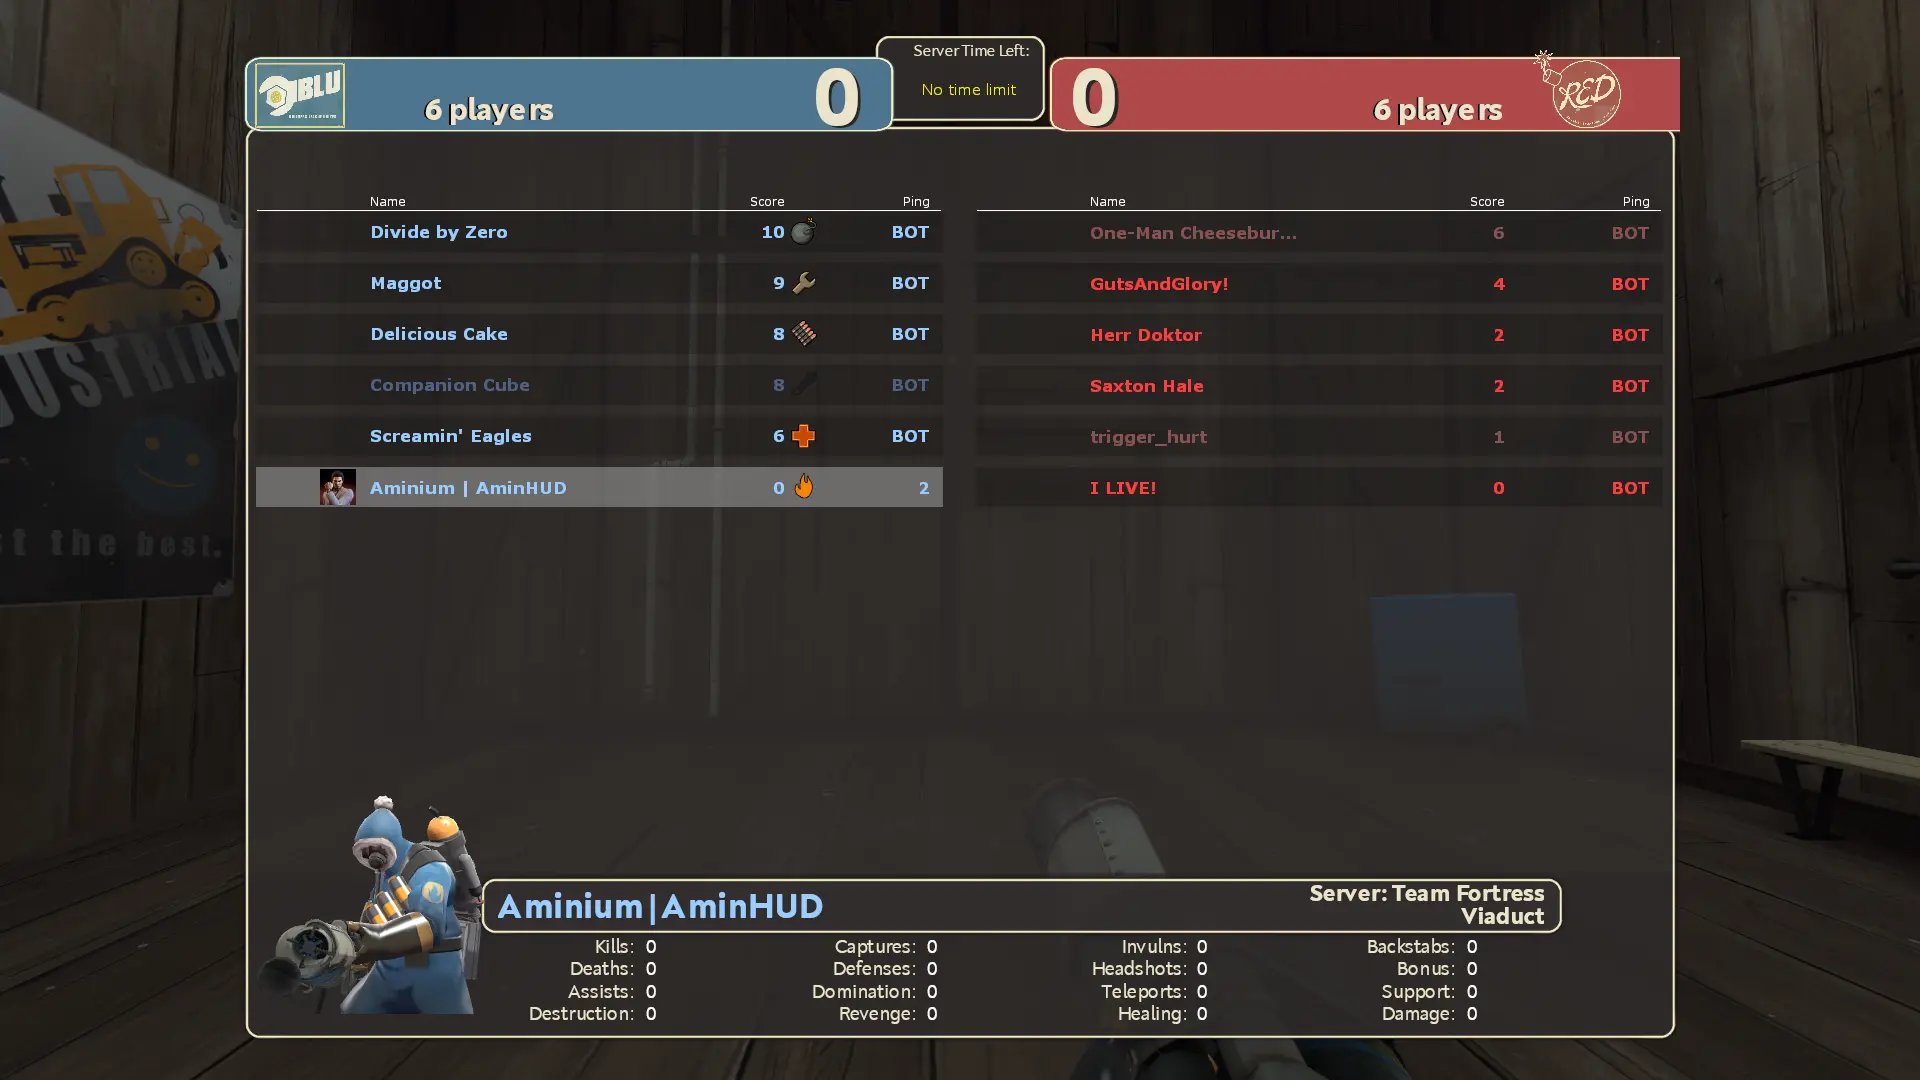 Server Time Left:
No time limit
BLU
6 players
0
0
6 players
RED
Name Score Ping
Divide by Zero 10 BOT
Maggot 9 BOT
Delicious Cake 8 BOT
Companion Cube 8 BOT
Screamin' Eagles 6 BOT
Aminium | AminHUD 0 2
Name Score Ping
One-Man Cheesebur... 6 BOT
GutsAndGlory! 4 BOT
Herr Doktor 2 BOT
Saxton Hale 2 BOT
trigger_hurt 1 BOT
I LIVE! 0 BOT
USTRIAL
t the best.
Aminium | AminHUD
Server: Team Fortress
Viaduct
Kills: 0 Captures: 0 Invulns: 0 Backstabs: 0
Deaths: 0 Defenses: 0 Headshots: 0 Bonus: 0
Assists: 0 Domination: 0 Teleports: 0 Support: 0
Destruction: 0 Revenge: 0 Healing: 0 Damage: 0